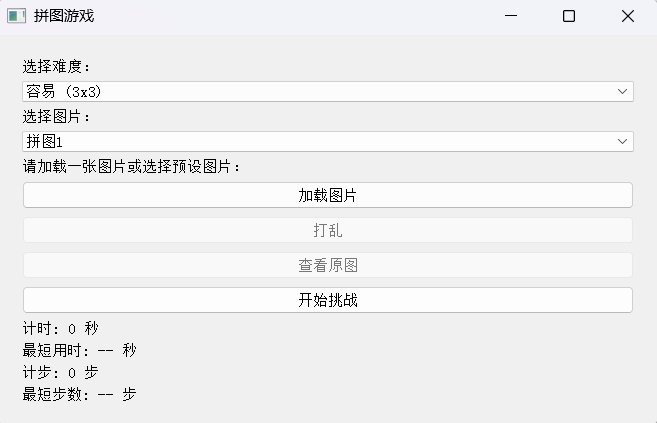 拼图游戏
选择难度：
容易 (3x3)
选择图片：
拼图1
请加载一张图片或选择预设图片：
加载图片
打乱
查看原图
开始挑战
计时: 0 秒
最短用时: -- 秒
计步: 0 步
最短步数: -- 步